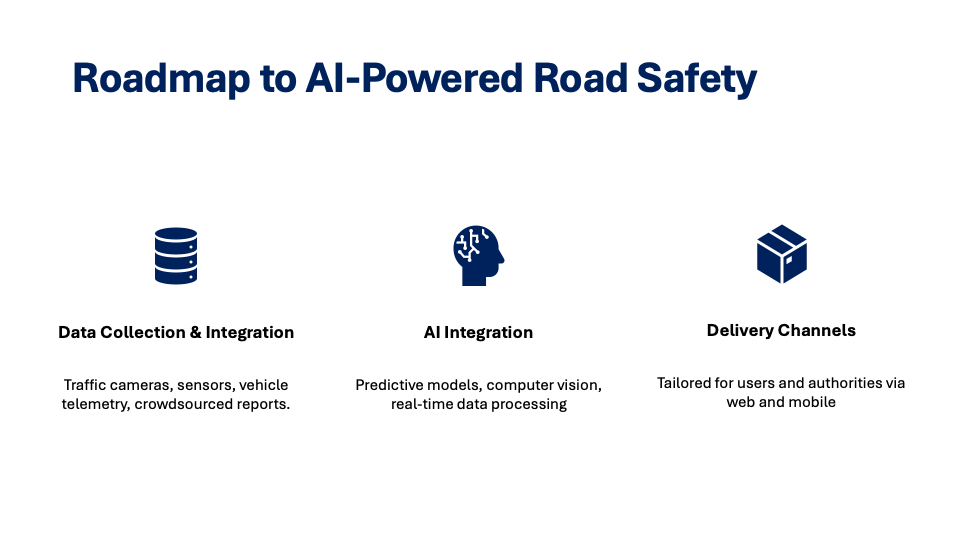 Roadmap to AI-Powered Road Safety
Data Collection & Integration
Traffic cameras, sensors, vehicle
telemetry, crowdsourced reports.
AI Integration
Predictive models, computer vision,
real-time data processing
Delivery Channels
Tailored for users and authorities via
web and mobile